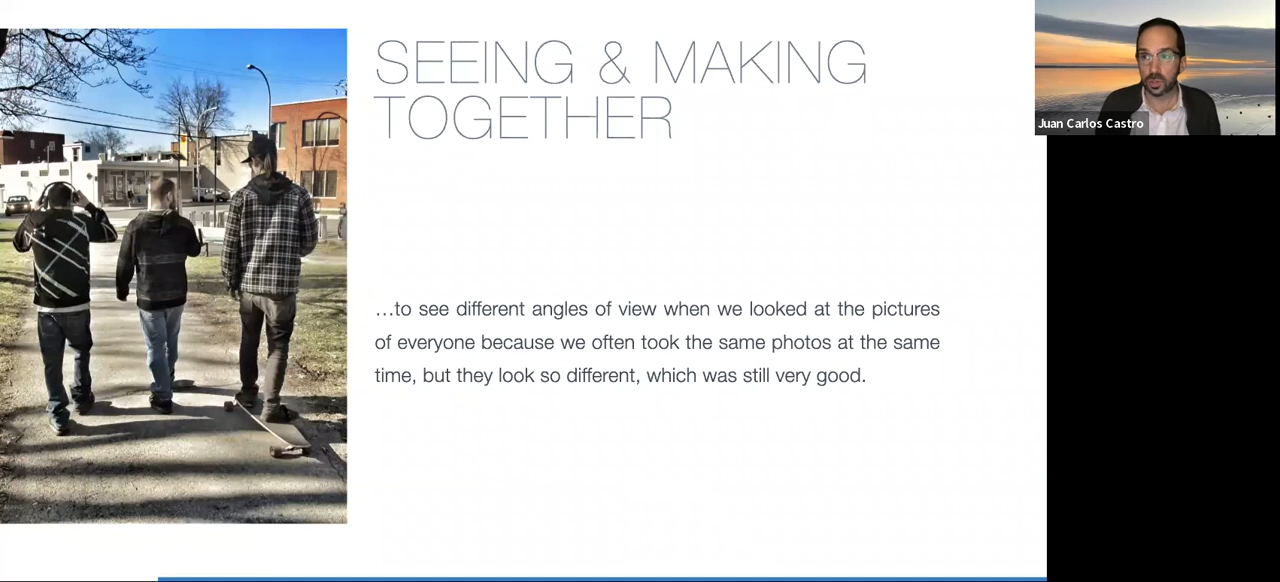 SEEING & MAKING
TOGETHER
…to see different angles of view when we looked at the pictures
of everyone because we often took the same photos at the same
time, but they look so different, which was still very good.
Juan Carlos Castro